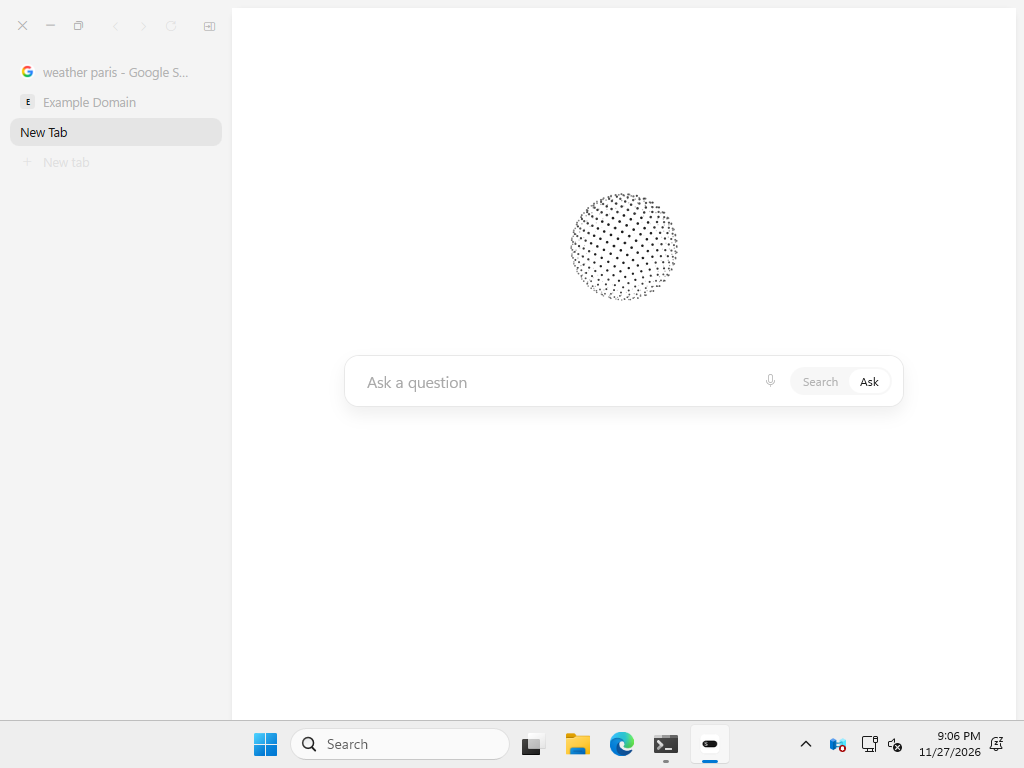 weather paris - Google S...
E Example Domain
New Tab
+ New tab
Ask a question
Search Ask
Search
9:06 PM
11/27/2026